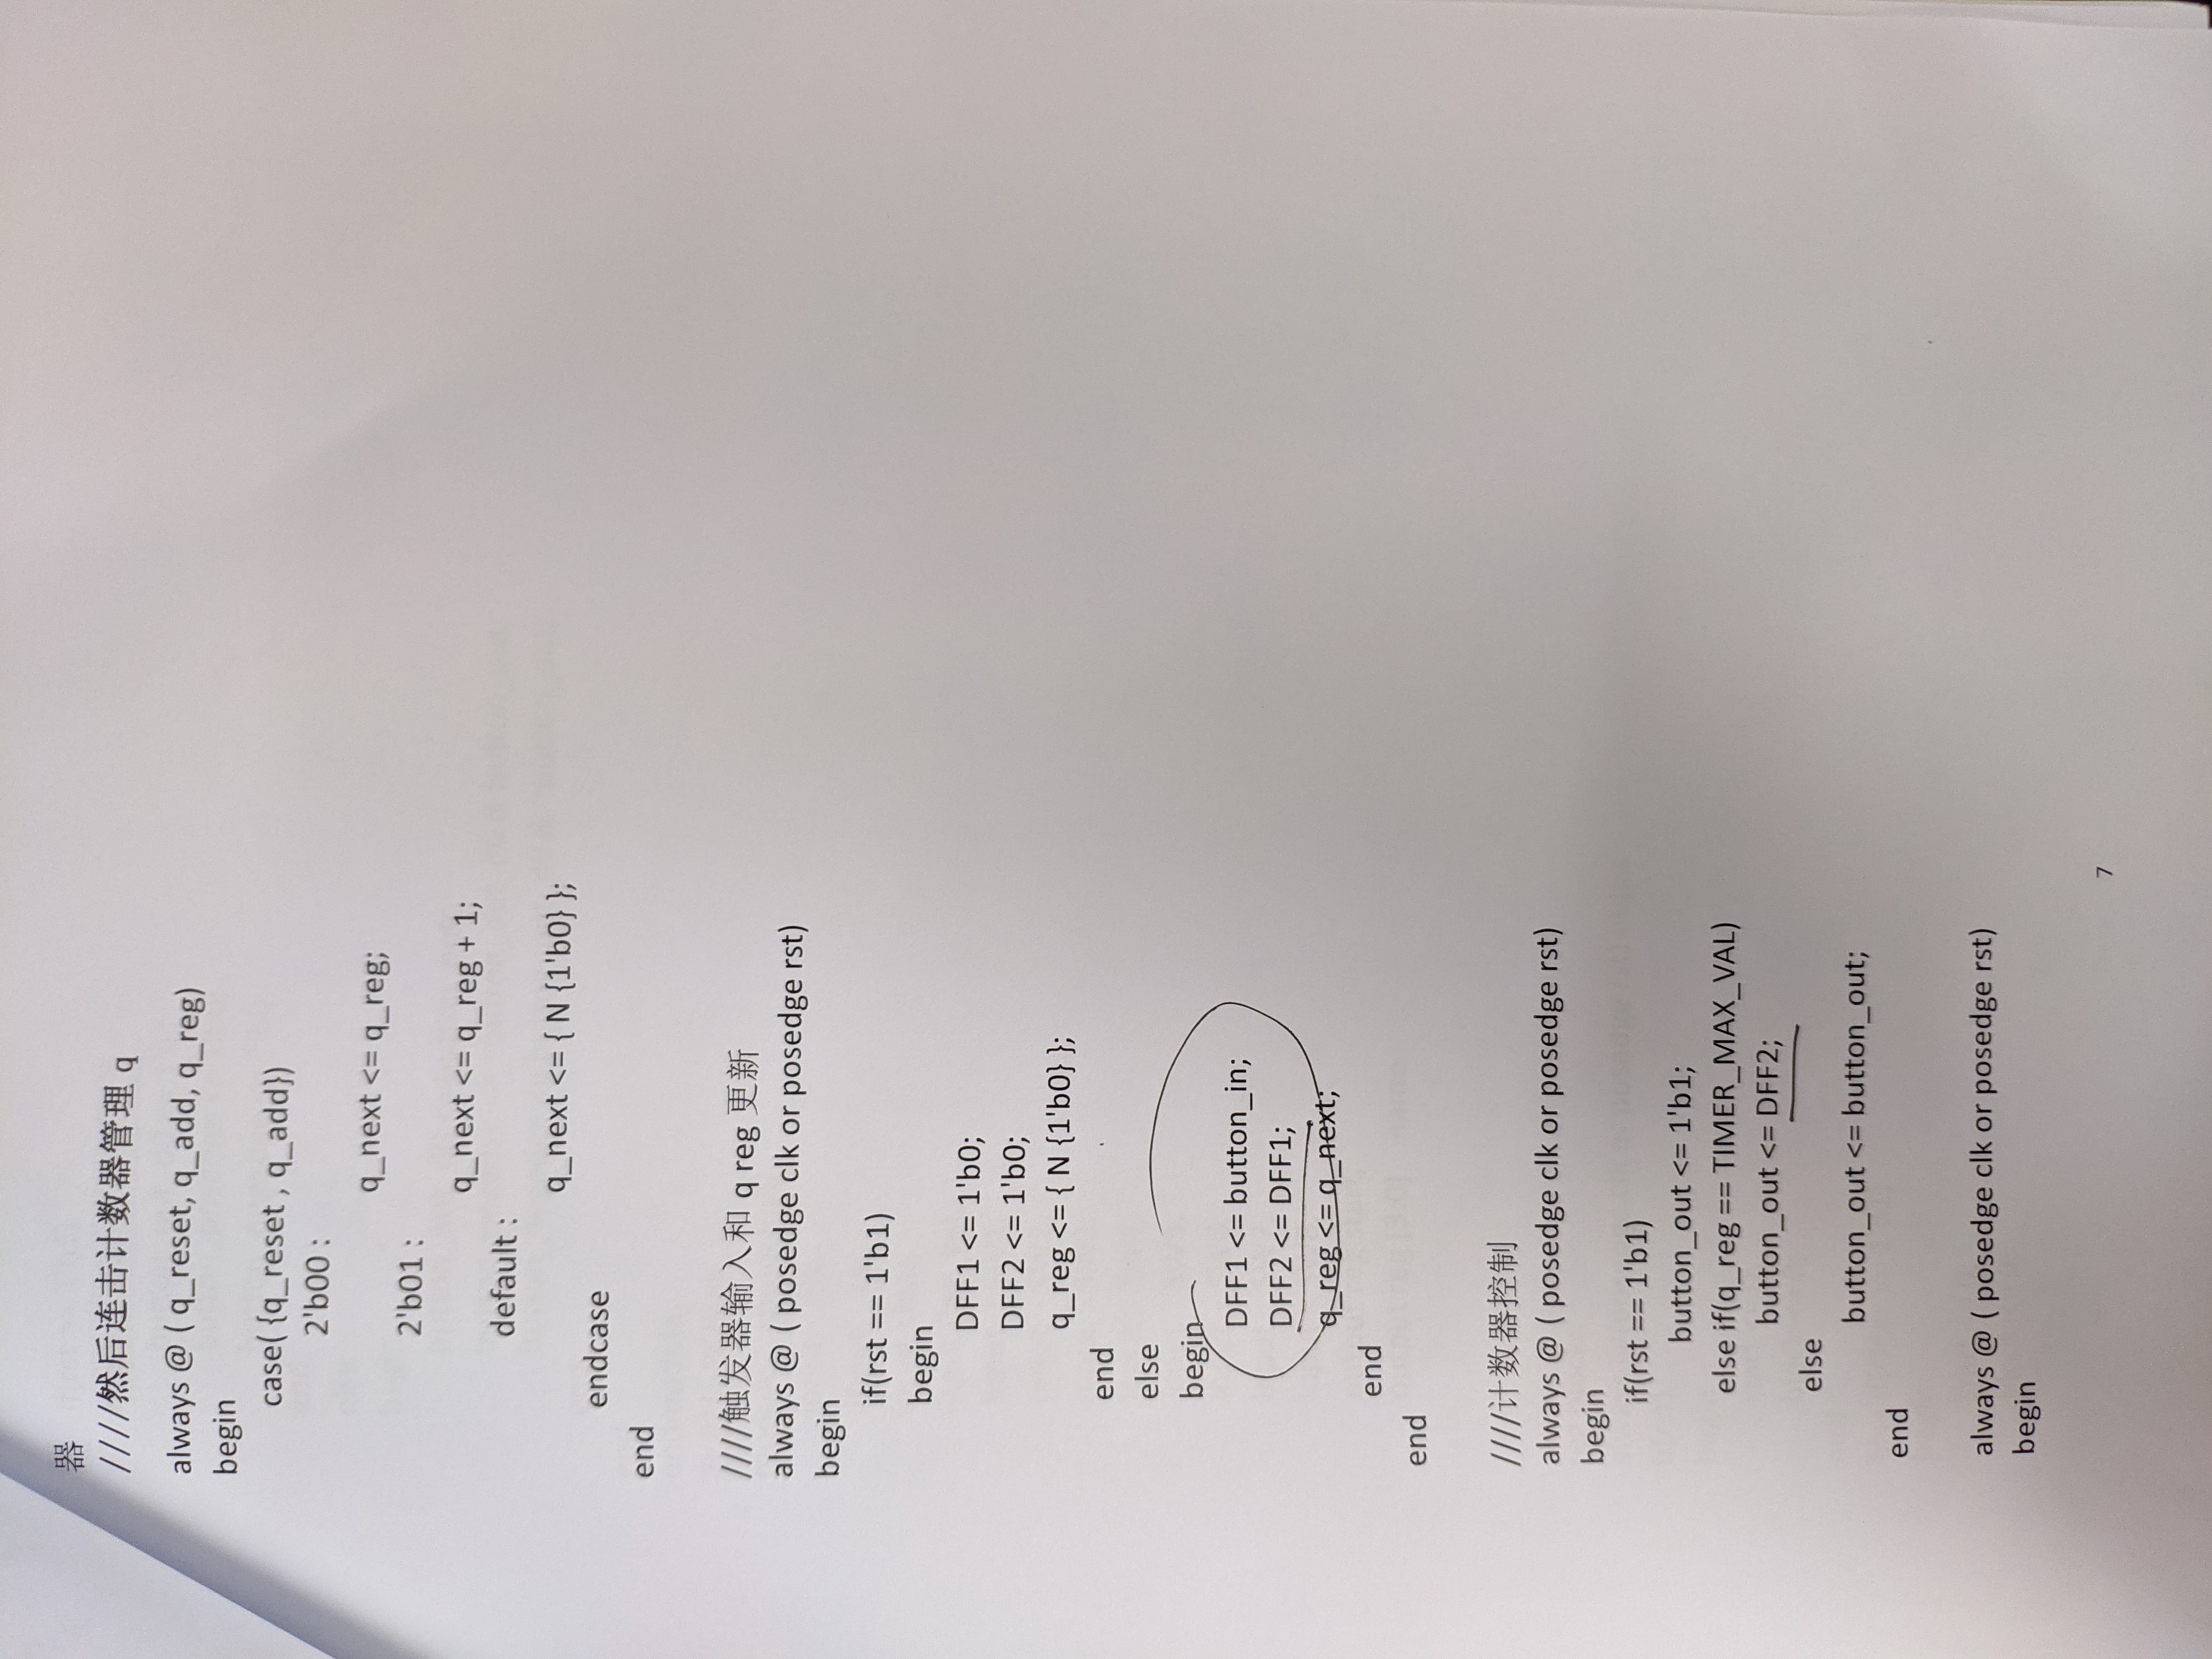 器
////然后连击计数器管理 q
always @ ( q_reset, q_add, q_reg)
begin
case( {q_reset , q_add})
2'b00 :
q_next <= q_reg;
2'b01 :
q_next <= q_reg + 1;
default :
q_next <= { N {1'b0} };
endcase
end
////触发器输入和 q reg 更新
always @ ( posedge clk or posedge rst)
begin
if(rst == 1'b1)
begin
DFF1 <= 1'b0;
DFF2 <= 1'b0;
q_reg <= { N {1'b0} };
end
else
begin
DFF1 <= button_in;
DFF2 <= DFF1;
q_reg <= q_next;
end
end
////计数器控制
always @ ( posedge clk or posedge rst)
begin
if(rst == 1'b1)
button_out <= 1'b1;
else if(q_reg == TIMER_MAX_VAL)
button_out <= DFF2;
else
button_out <= button_out;
end
always @ ( posedge clk or posedge rst)
begin
7